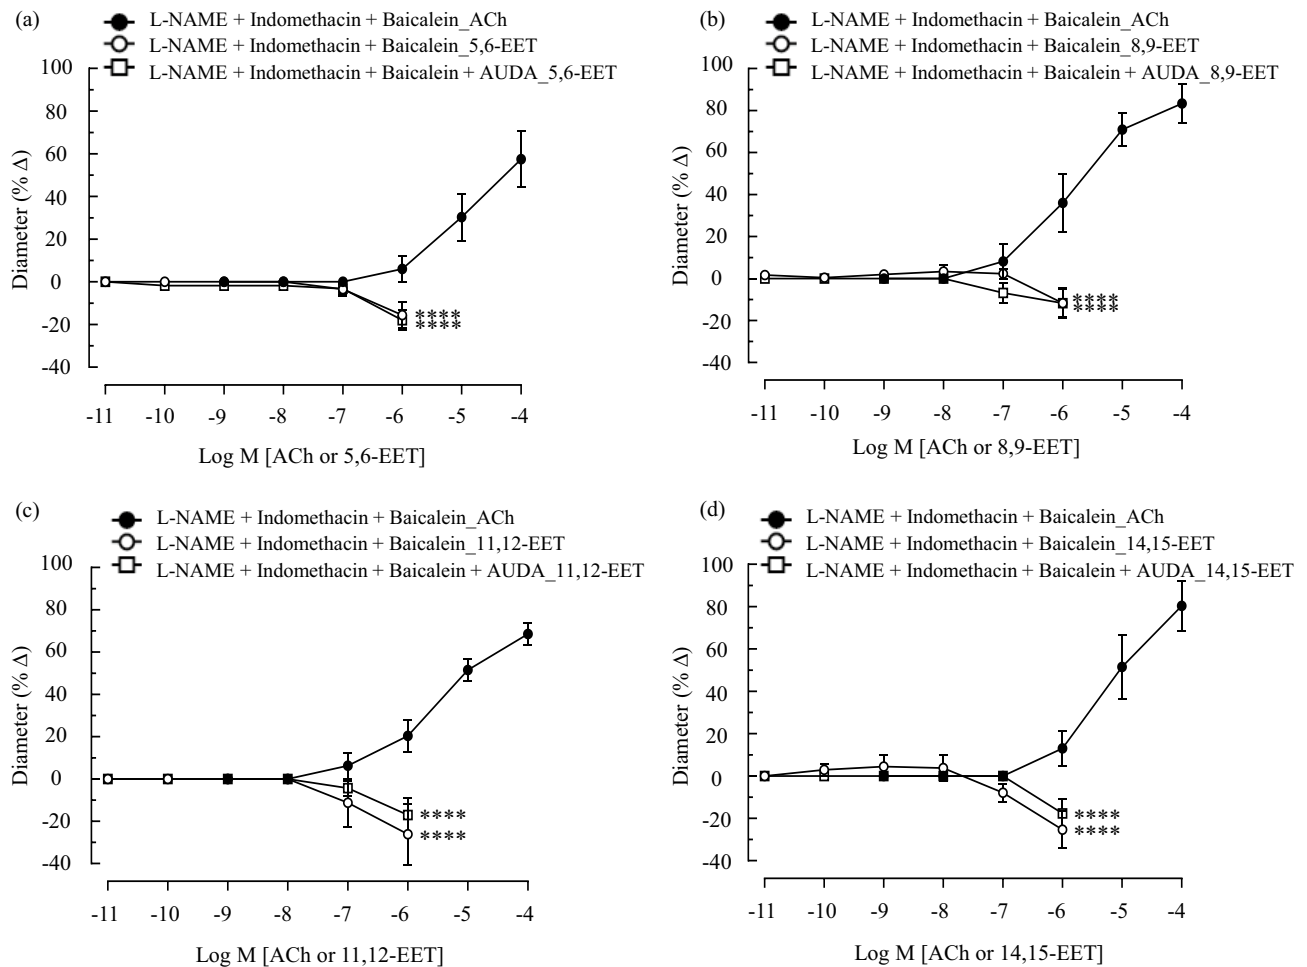 (a)
L-NAME + Indomethacin + Baicalein_ACh
L-NAME + Indomethacin + Baicalein_5,6-EET
L-NAME + Indomethacin + Baicalein + AUDA_5,6-EET
100
80
60
40
20
0
-20
-40
Diameter (% Δ)
****
****
-11 -10 -9 -8 -7 -6 -5 -4
Log M [ACh or 5,6-EET]
(b)
L-NAME + Indomethacin + Baicalein_ACh
L-NAME + Indomethacin + Baicalein_8,9-EET
L-NAME + Indomethacin + Baicalein + AUDA_8,9-EET
100
80
60
40
20
0
-20
-40
Diameter (% Δ)
****
****
-11 -10 -9 -8 -7 -6 -5 -4
Log M [ACh or 8,9-EET]
(c)
L-NAME + Indomethacin + Baicalein_ACh
L-NAME + Indomethacin + Baicalein_11,12-EET
L-NAME + Indomethacin + Baicalein + AUDA_11,12-EET
100
80
60
40
20
0
-20
-40
Diameter (% Δ)
****
****
-11 -10 -9 -8 -7 -6 -5 -4
Log M [ACh or 11,12-EET]
(d)
L-NAME + Indomethacin + Baicalein_ACh
L-NAME + Indomethacin + Baicalein_14,15-EET
L-NAME + Indomethacin + Baicalein + AUDA_14,15-EET
100
80
60
40
20
0
-20
-40
Diameter (% Δ)
****
****
-11 -10 -9 -8 -7 -6 -5 -4
Log M [ACh or 14,15-EET]